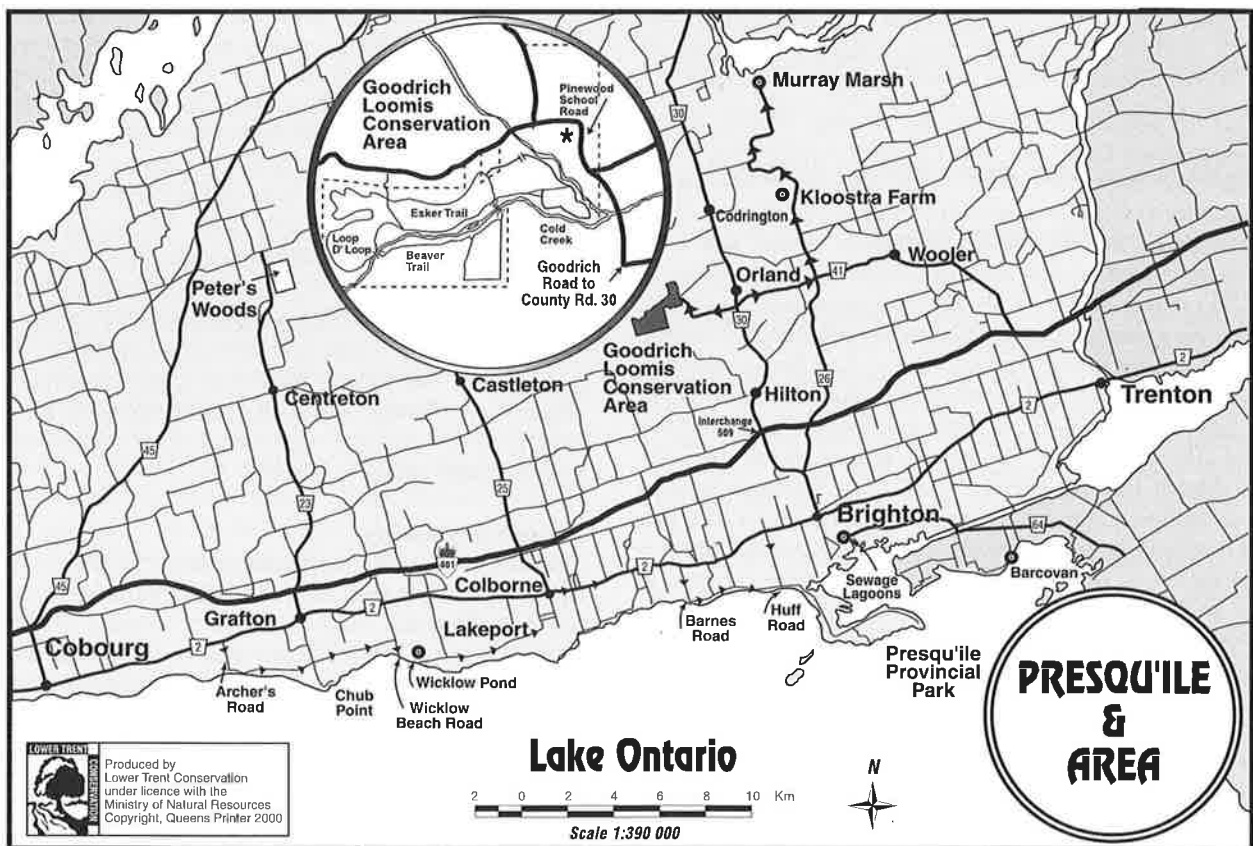 Goodrich
Loomis
Conservation
Area
Pinewood
School
Road
*
Esker Trail
Loop
D' Loop
Beaver
Trail
Cold
Creek
Goodrich
Road to
County Rd. 30
30
Murray Marsh
Kloostra Farm
Codrington
Wooler
Orland
41
Peter's
Woods
30
Goodrich
Loomis
Conservation
Area
Castleton
Centreton
Hilton
26
2
Trenton
Interchange
509
2
45
23
25
Brighton
64
401
Sewage
Lagoons
Barcovan
45
Colborne
2
Grafton
2
Lakeport
Barnes
Road
Huff
Road
Cobourg
2
Presqu'ile
Provincial
Park
Archer's
Road
Chub
Point
Wicklow Pond
Wicklow
Beach Road
PRESQU'ILE
&
AREA
Lake Ontario
N
LOWER TRENT
CONSERVATION
Produced by
Lower Trent Conservation
under licence with the
Ministry of Natural Resources
Copyright, Queens Printer 2000
2 0 2 4 6 8 10 Km
Scale 1:390 000